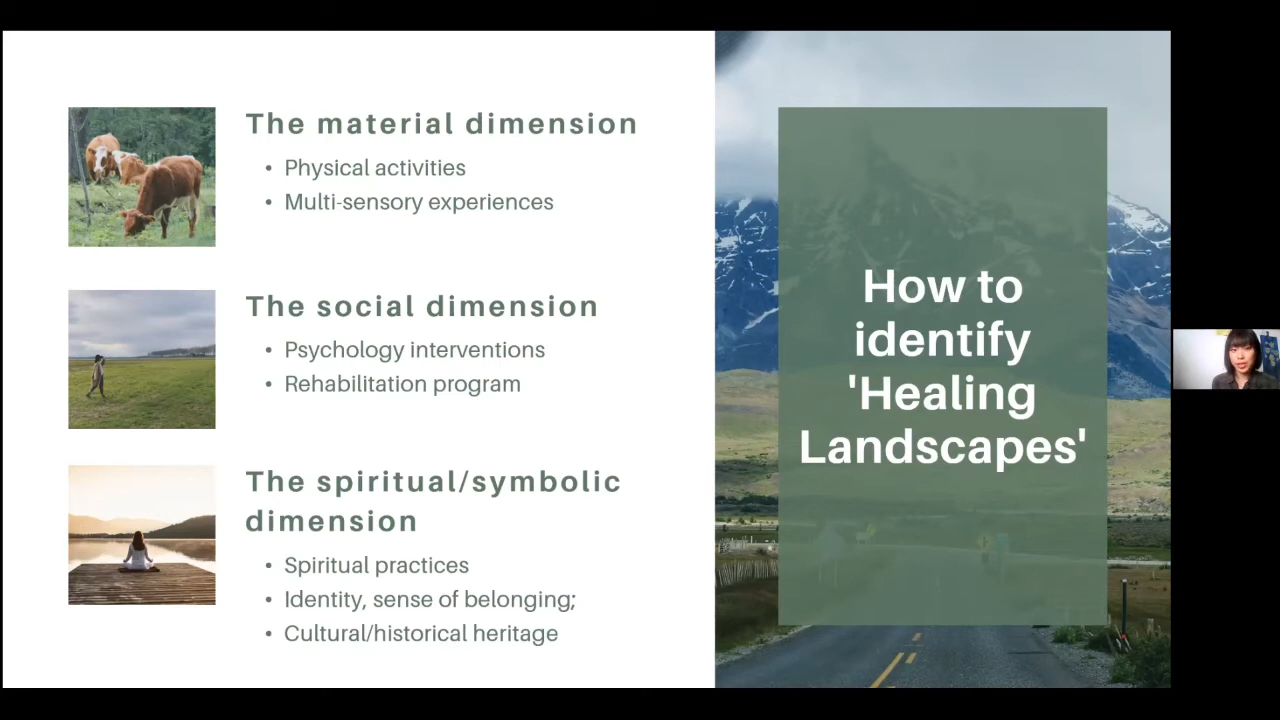 The material dimension
• Physical activities
• Multi-sensory experiences
The social dimension
• Psychology interventions
• Rehabilitation program
The spiritual/symbolic
dimension
• Spiritual practices
• Identity, sense of belonging;
• Cultural/historical heritage
How to
identify
'Healing
Landscapes'